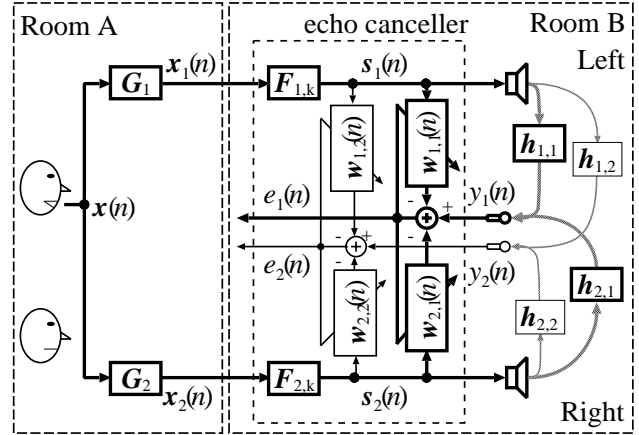 echo canceller
Room A
Room B
x₁(n)
s₁(n)
Left
G₁
F₁,ₖ
h₁,₁
h₁,₂
w₁,₂(n)
w₁,₁(n)
x(n)
e₁(n)
- - +
y₁(n)
- - +
e₂(n)
y₂(n)
- -
w₂,₂(n)
w₂,₁(n)
h₂,₂
h₂,₁
G₂
F₂,ₖ
x₂(n)
s₂(n)
Right